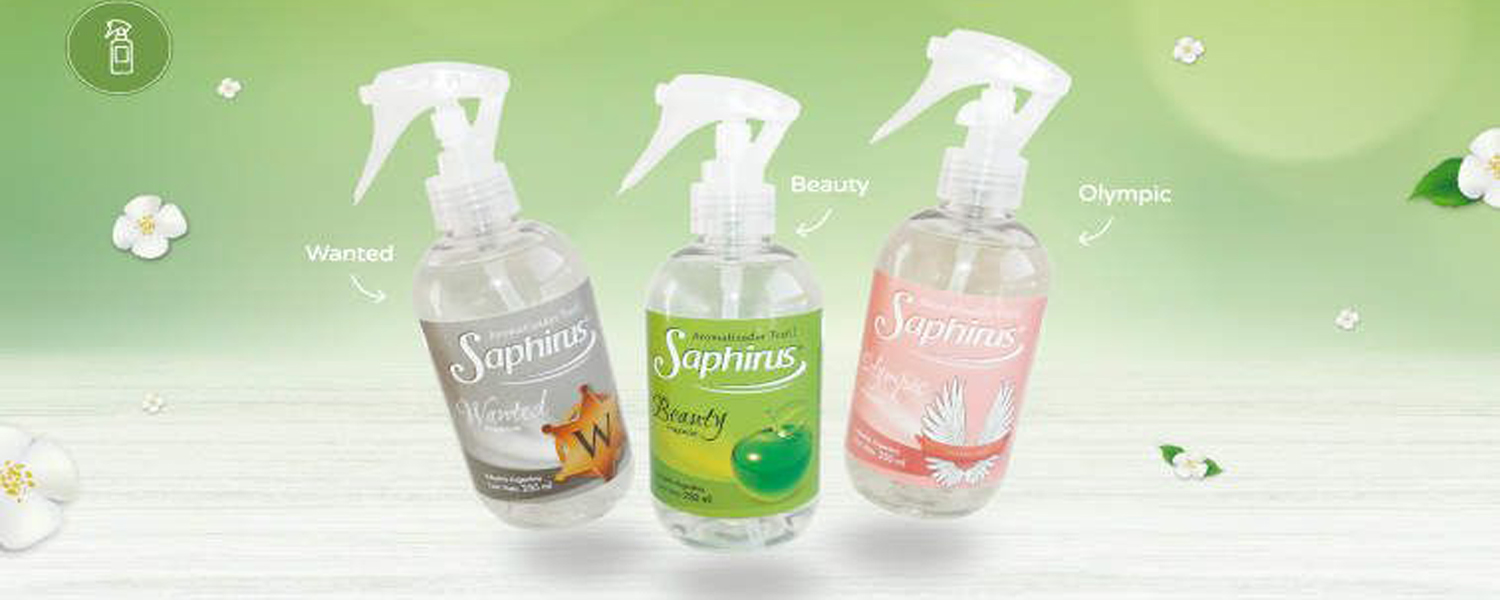 Wanted
Beauty
Olympic
Aromatizador Textil
Saphirus
Wanted
W
Aromatizador Textil
Saphirus
Beauty
250 ml
Saphirus
Olympic
250 ml